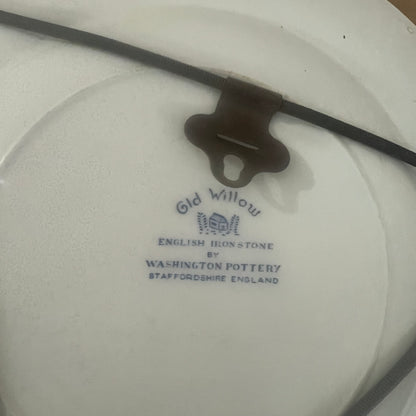 Old Willow
ENGLISH IRONSTONE
BY
WASHINGTON POTTERY
STAFFORDSHIRE ENGLAND